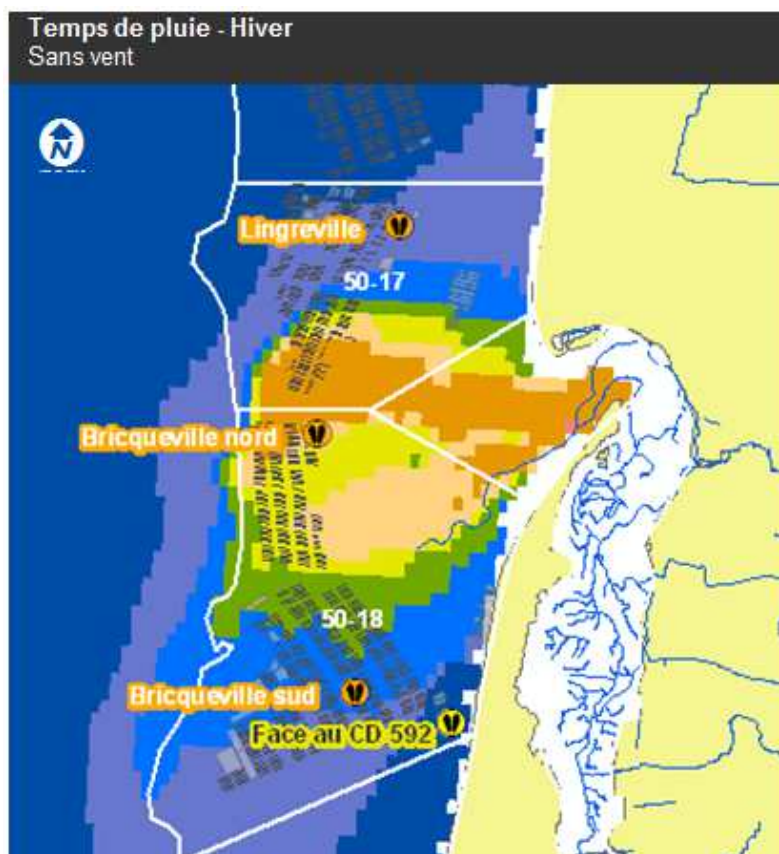 Temps de pluie - Hiver
Sans vent
N
Lingreville
50-17
Bricqueville nord
50-18
Bricqueville sud
Face au CD 592